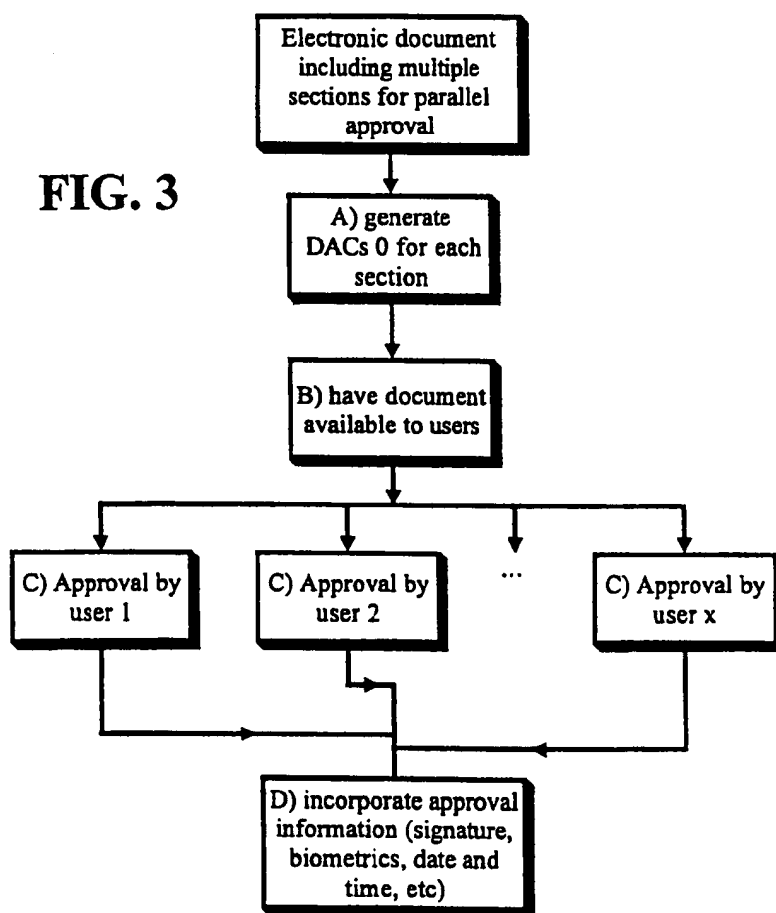 Electronic document
including multiple
sections for parallel
approval
FIG. 3
A) generate
DACs 0 for each
section
B) have document
available to users
C) Approval by
user 1
C) Approval by
user 2
...
C) Approval by
user x
D) incorporate approval
information (signature,
biometrics, date and
time, etc)